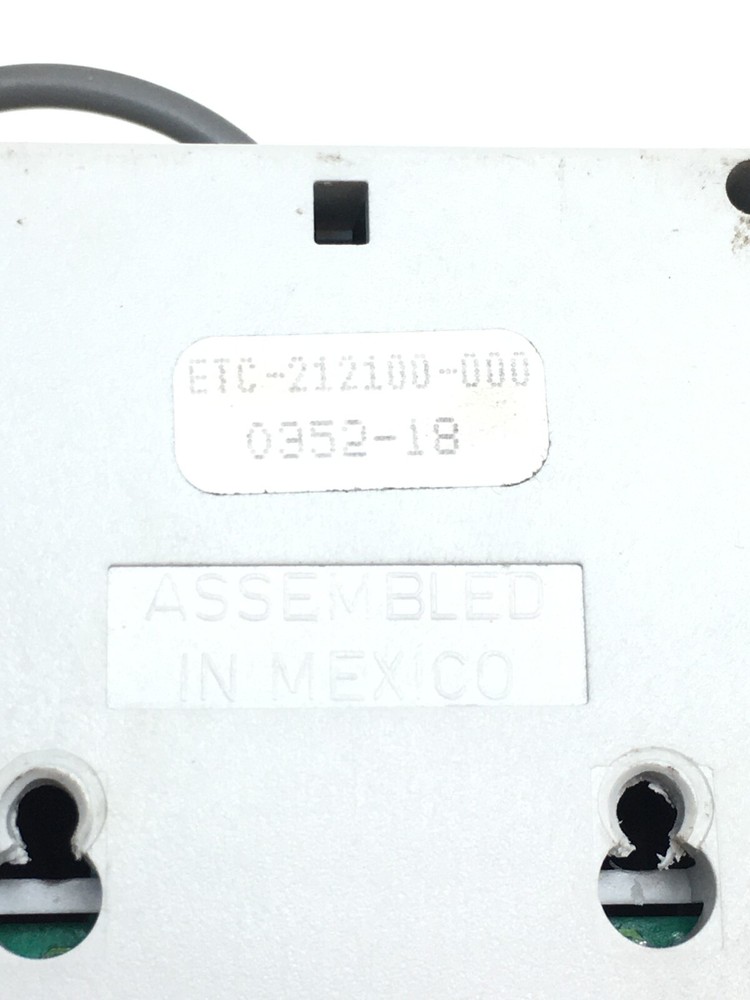 ETC-212100-000
0352-18
ASSEMBLED
IN MEXICO